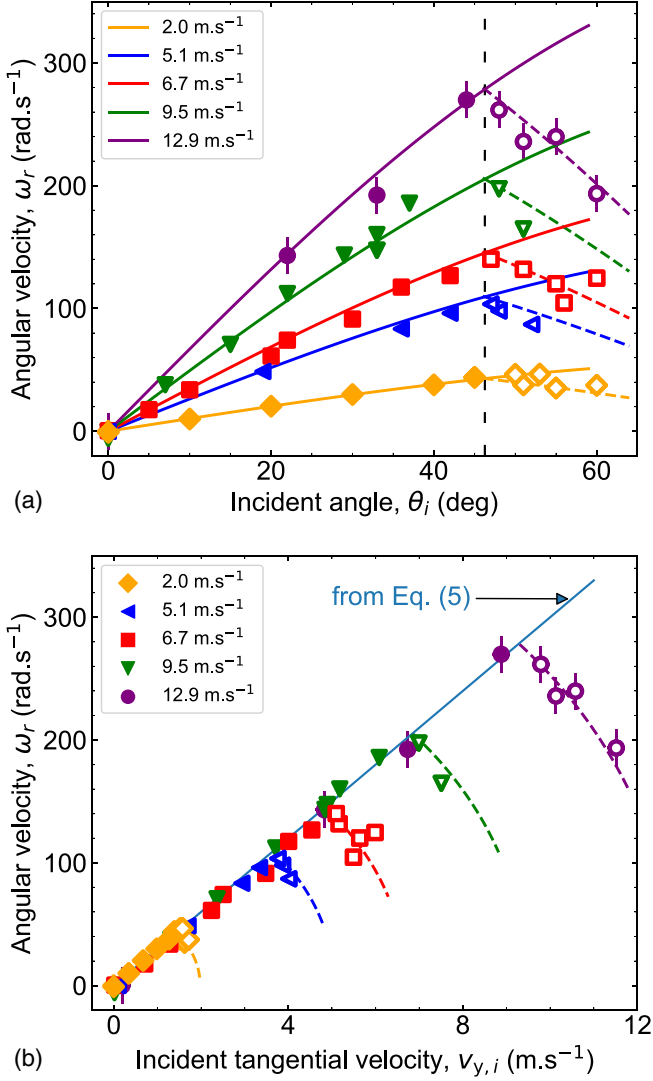 300
200
100
0
Angular velocity, ωr (rad.s⁻¹)
2.0 m.s⁻¹
5.1 m.s⁻¹
6.7 m.s⁻¹
9.5 m.s⁻¹
12.9 m.s⁻¹
0 20 40 60
(a)
Incident angle, θi (deg)
300
200
100
0
Angular velocity, ωr (rad.s⁻¹)
2.0 m.s⁻¹
5.1 m.s⁻¹
6.7 m.s⁻¹
9.5 m.s⁻¹
12.9 m.s⁻¹
from Eq. (5)
0 4 8 12
(b)
Incident tangential velocity, vy,i (m.s⁻¹)